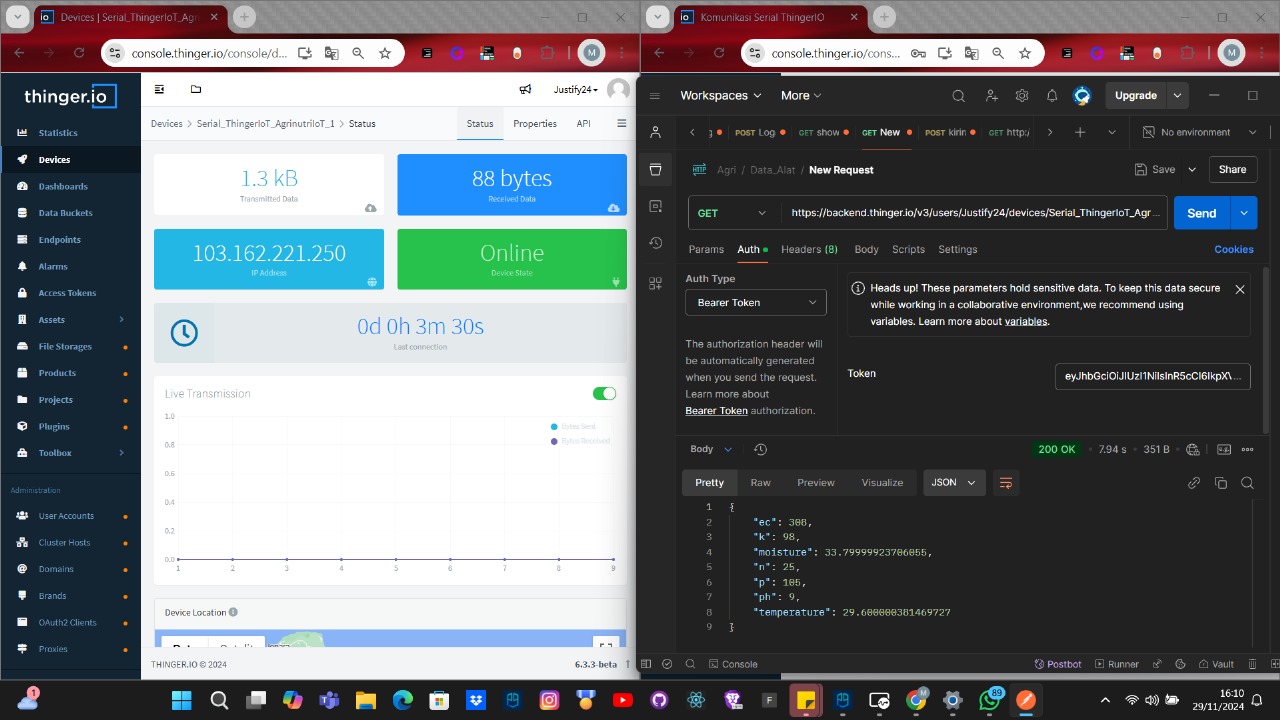 Devices | Serial_ThingerIoT_Agri
console.thinger.io/console/d...
M
thinger.io
Statistics
Devices
Dashboards
Data Buckets
Endpoints
Alarms
Access Tokens
Assets
File Storages
Products
Projects
Plugins
Toolbox
Administration
User Accounts
Cluster Hosts
Domains
Brands
OAuth2 Clients
Proxies
Justify24
Devices > Serial_ThingerIoT_AgrinutriIoT_1 > Status
Status Properties API
1.3 kB
Transmitted Data
88 bytes
Received Data
103.162.221.250
IP Address
Online
Device State
0d 0h 3m 30s
Last connection
Live Transmission
Bytes Sent
Bytes Received
1.0
0.8
0.6
0.4
0.2
0.0
1 2 3 4 5 6 7 8 9
Device Location
THINGER.IO © 2024
6.3.3-beta
Komunikasi Serial ThingerIO
console.thinger.io/cons...
M
Workspaces More
Upgrade
POST Log GET show GET New POST kirin GET http:/
No environment
HTTP Agri / Data_Alat / New Request
Save Share
GET https://backend.thinger.io/v3/users/Justify24/devices/Serial_ThingerIoT_Agr... Send
Params Auth Headers (8) Body Scripts Settings Cookies
Auth Type
Bearer Token
The authorization header will
be automatically generated
when you send the request.
Learn more about
Bearer Token authorization.
Heads up! These parameters hold sensitive data. To keep this data secure
while working in a collaborative environment,we recommend using
variables. Learn more about variables.
Token
Body 200 OK • 7.94 s • 351 B
Pretty Raw Preview Visualize JSON
1 {
2 "ec": 308,
3 "k": 98,
4 "moisture": 33.79999923706055,
5 "n": 25,
6 "p": 105,
7 "ph": 9,
8 "temperature": 29.600000381469727
9 }
Console Postbot Runner Vault
1
89
16:10
29/11/2024